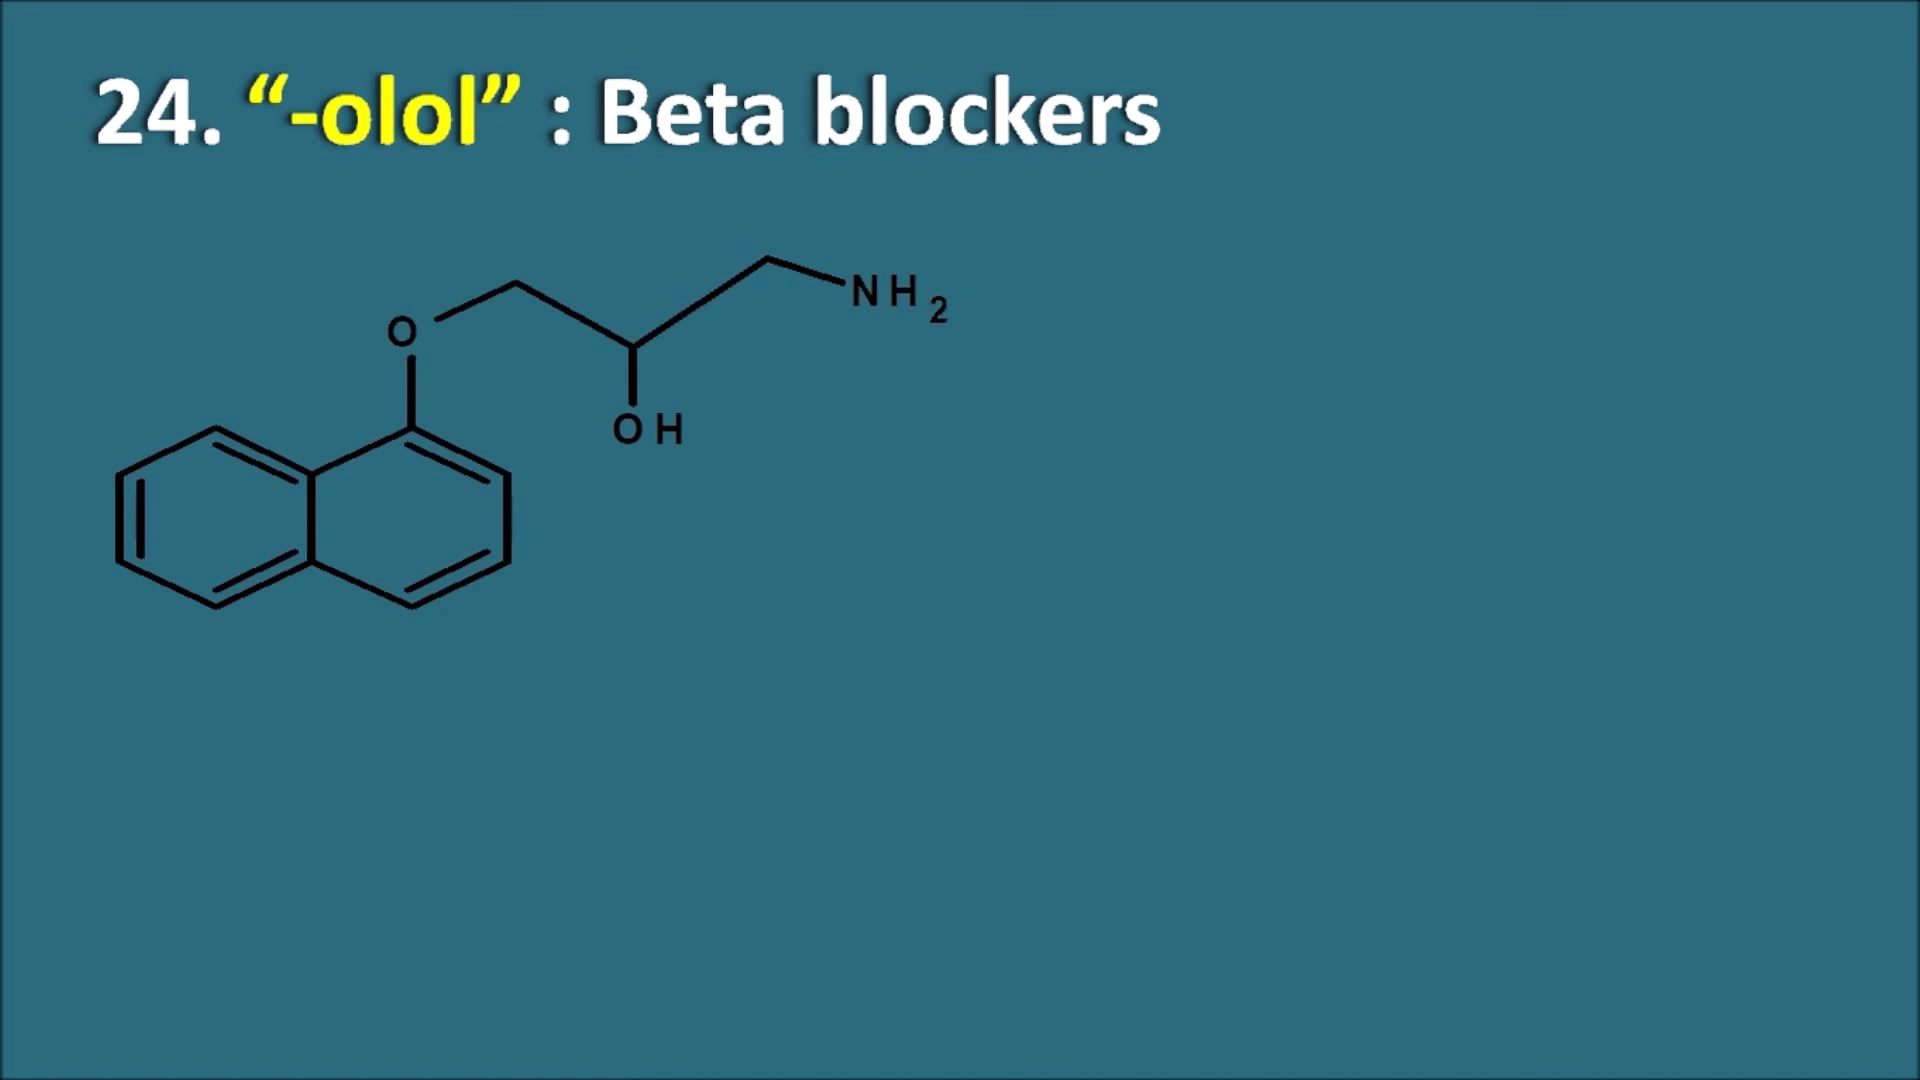 24. “-olol” : Beta blockers
NH2
O
OH